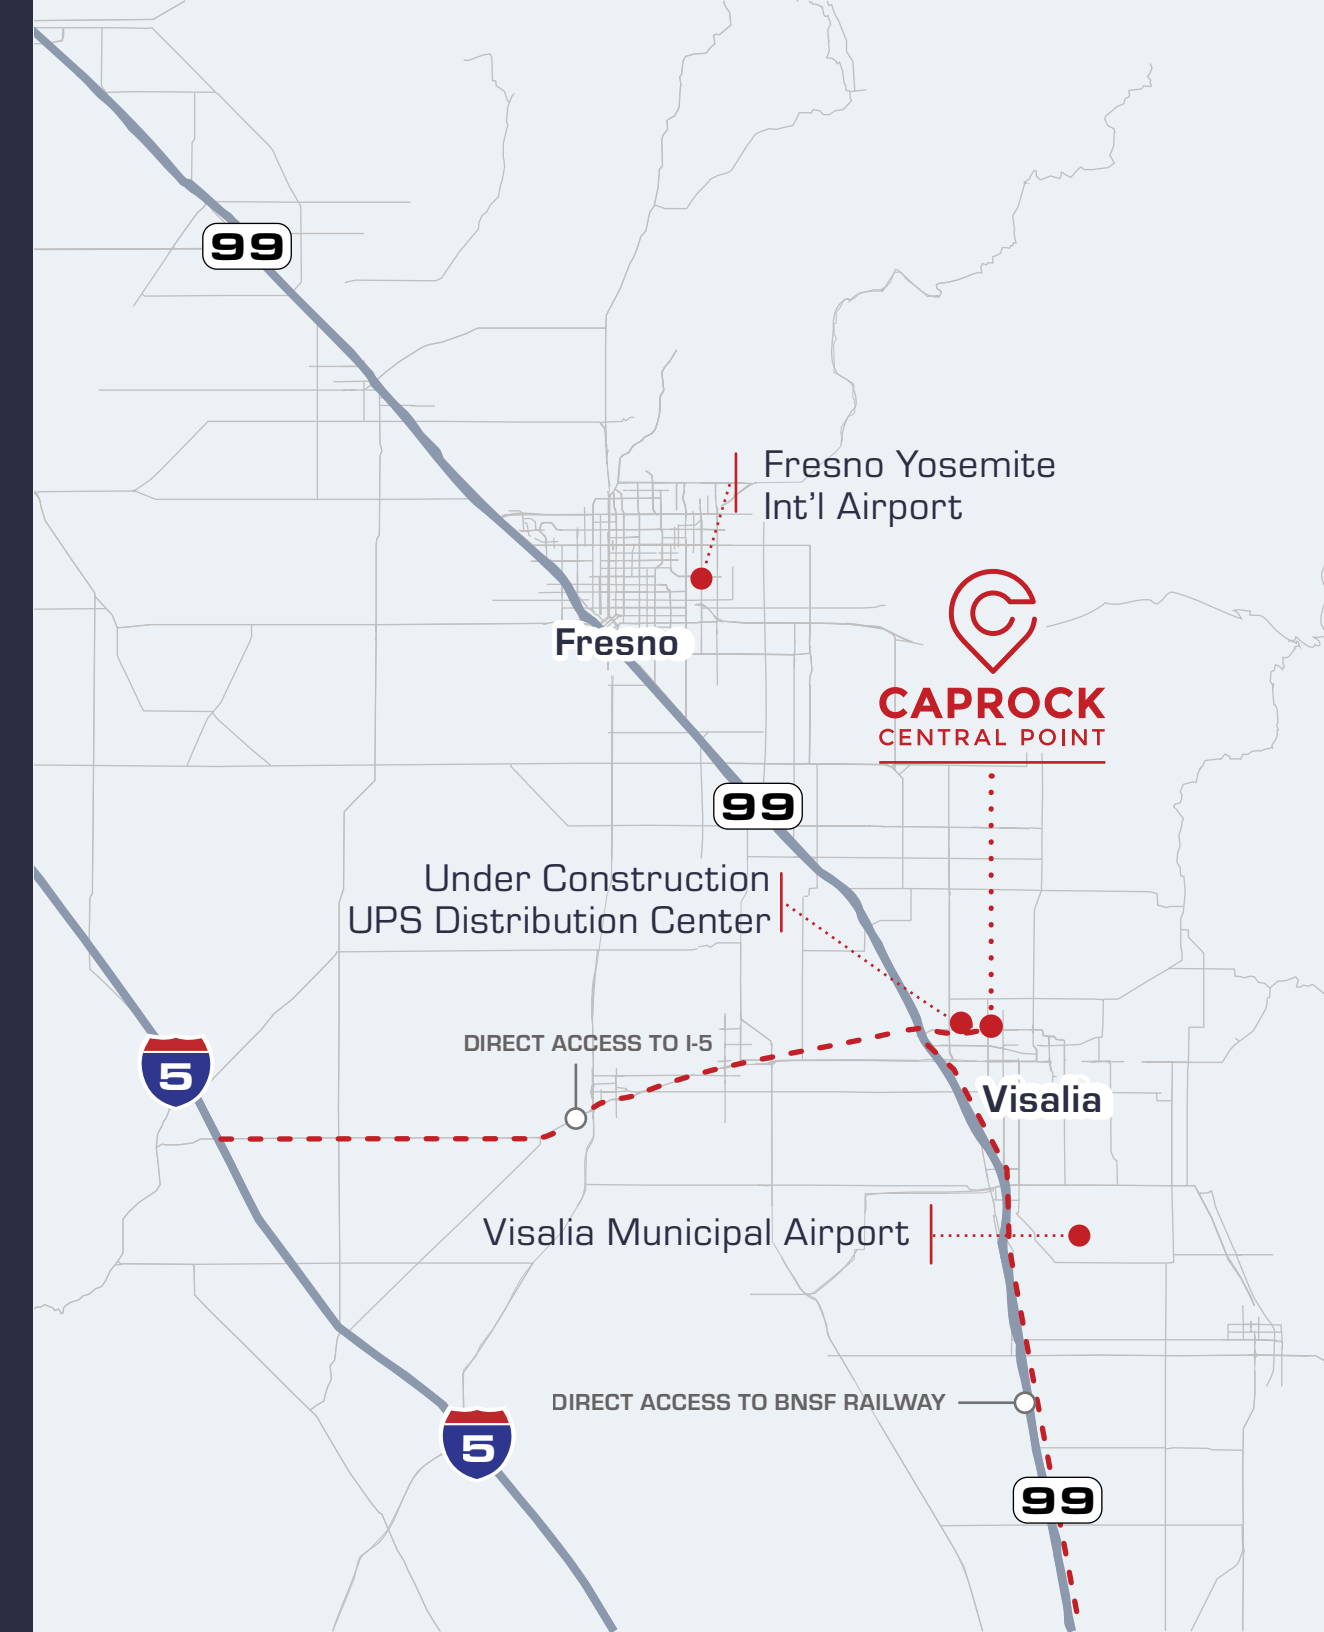 99
Fresno Yosemite
Int'l Airport
Fresno
CAPROCK
CENTRAL POINT
99
Under Construction
UPS Distribution Center
DIRECT ACCESS TO I-5
5
Visalia
Visalia Municipal Airport
DIRECT ACCESS TO BNSF RAILWAY
5
99